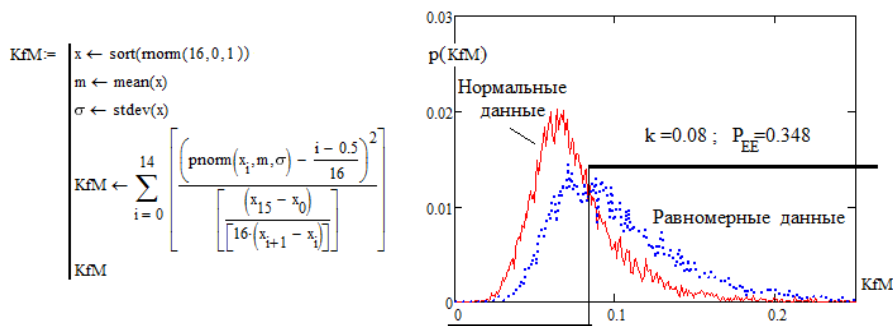 KfM:= x ← sort(rnorm(16,0,1))
m ← mean(x)
σ ← stdev(x)
KfM ← ∑ i = 0 14 [ ( pnorm(x_i, m, σ) − (i − 0.5) / 16 )² / [ (x_15 − x_0) / [16·(x_{i+1} − x_i)] ] ]
KfM
0.03
p(KfM)
Нормальные
данные
0.02
k =0.08 ; P_EE=0.348
0.01
Равномерные данные
KfM
0
0 0.1 0.2